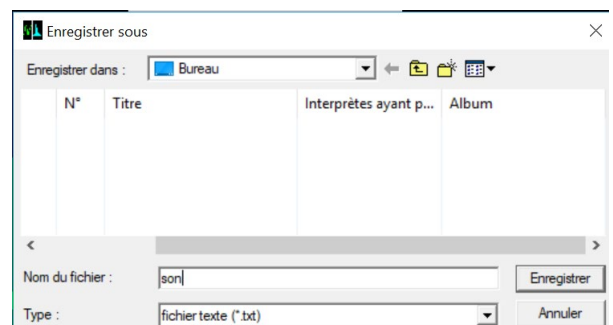 Enregistrer sous
Enregistrer dans : Bureau
N° Titre Interprètes ayant p... Album
Nom du fichier : son Enregistrer
Type : fichier texte (*.txt) Annuler